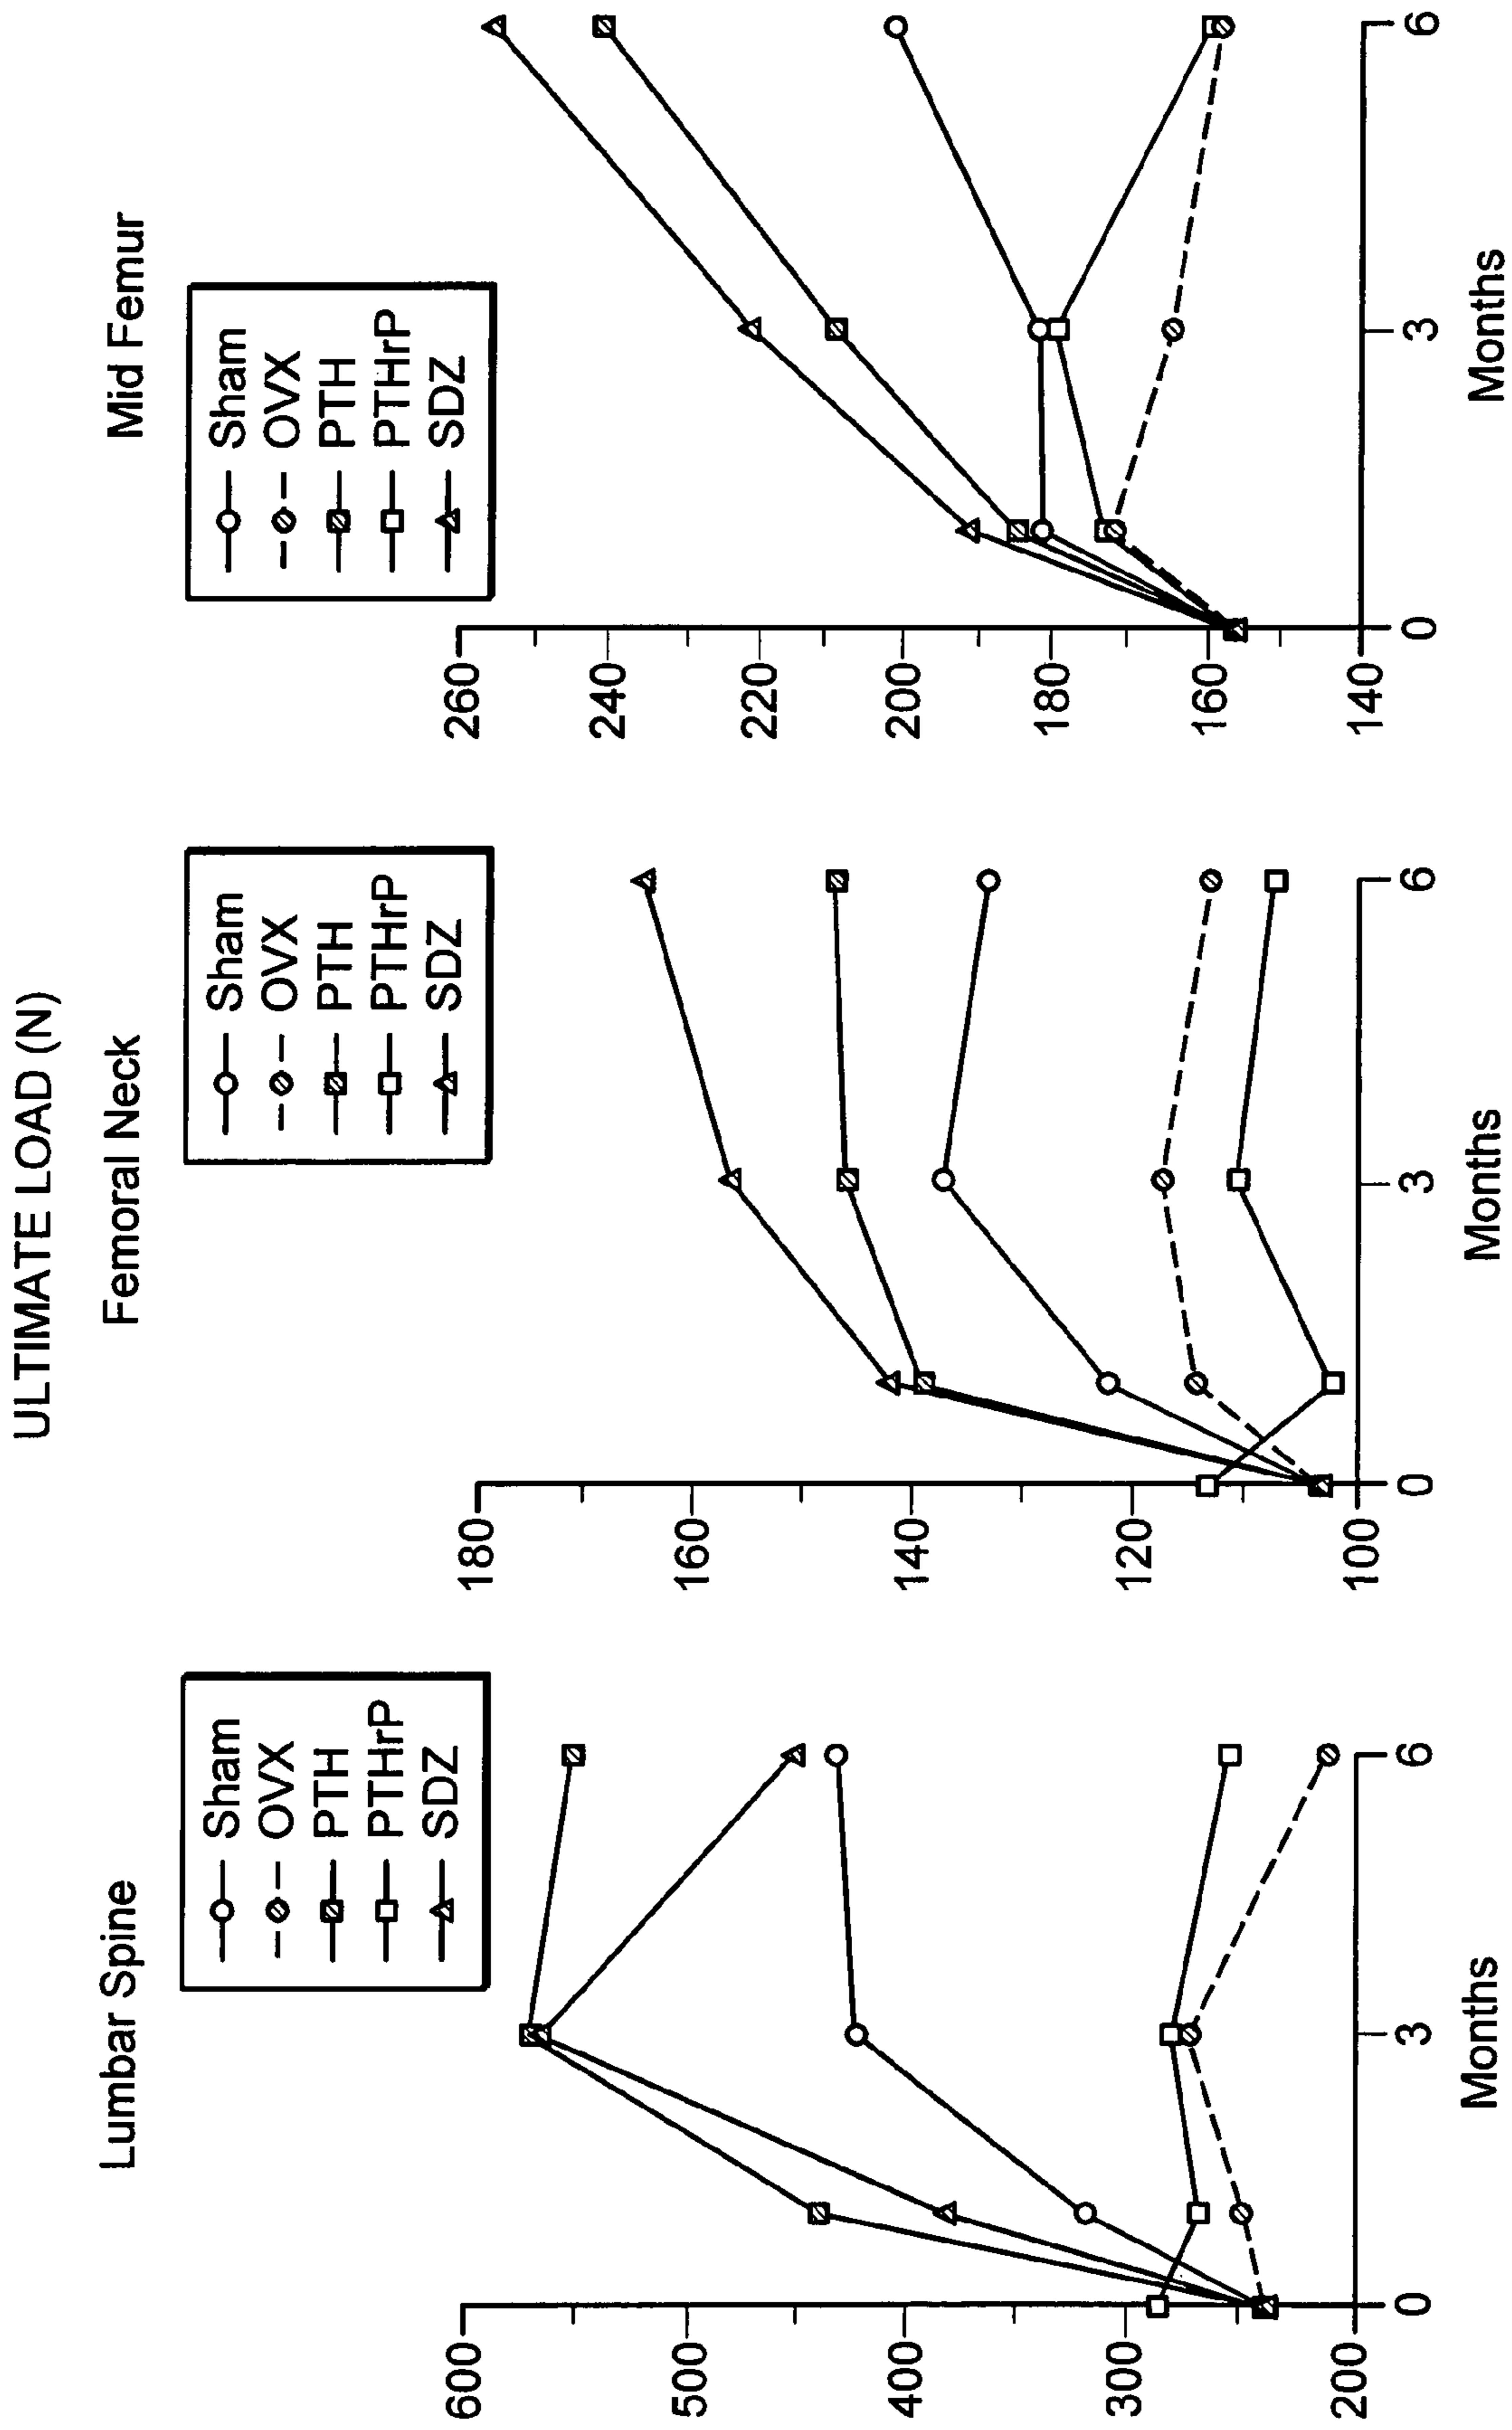 ULTIMATE LOAD (N)
Lumbar Spine
Sham
OVX
PTH
PTHrP
SDZ
600
500
400
300
200
0
3
6
Months
Femoral Neck
Sham
OVX
PTH
PTHrP
SDZ
180
160
140
120
100
0
3
6
Months
Mid Femur
Sham
OVX
PTH
PTHrP
SDZ
260
240
220
200
180
160
140
0
3
6
Months